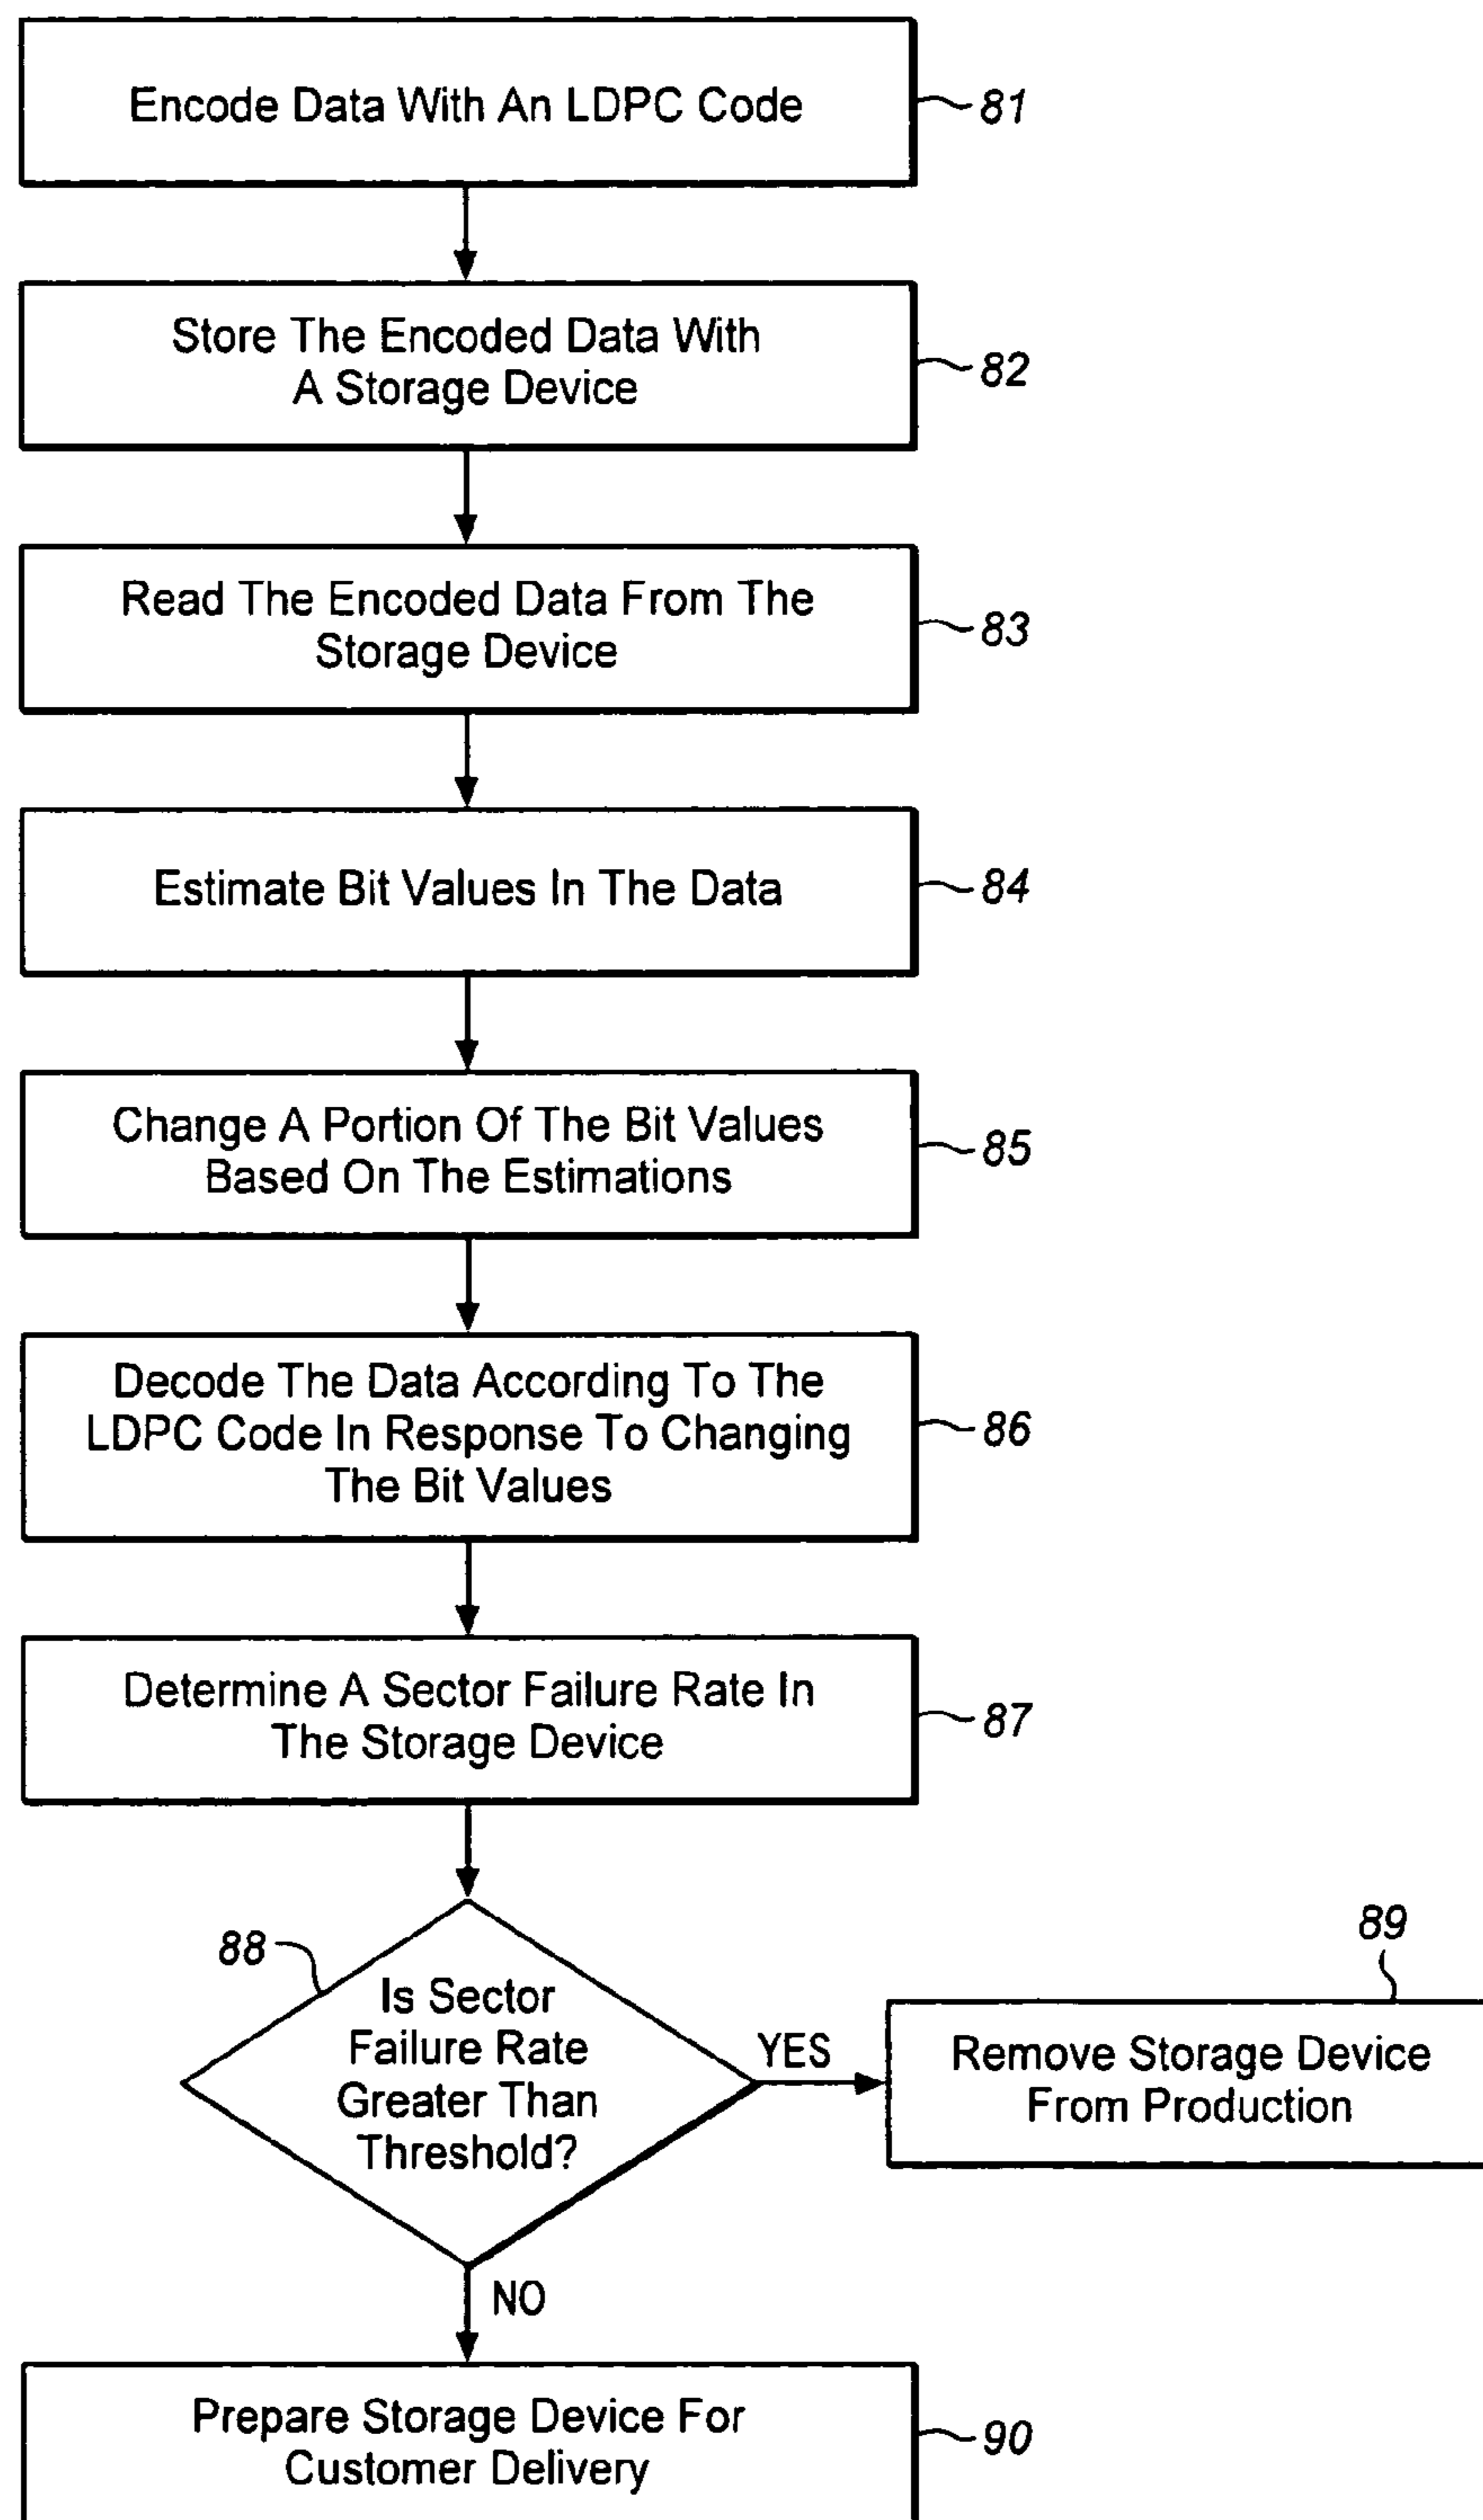 Encode Data With An LDPC Code
81
Store The Encoded Data With
A Storage Device
82
Read The Encoded Data From The
Storage Device
83
Estimate Bit Values In The Data
84
Change A Portion Of The Bit Values
Based On The Estimations
85
Decode The Data According To The
LDPC Code In Response To Changing
The Bit Values
86
Determine A Sector Failure Rate In
The Storage Device
87
88
Is Sector
Failure Rate
Greater Than
Threshold?
YES
89
Remove Storage Device
From Production
NO
Prepare Storage Device For
Customer Delivery
90